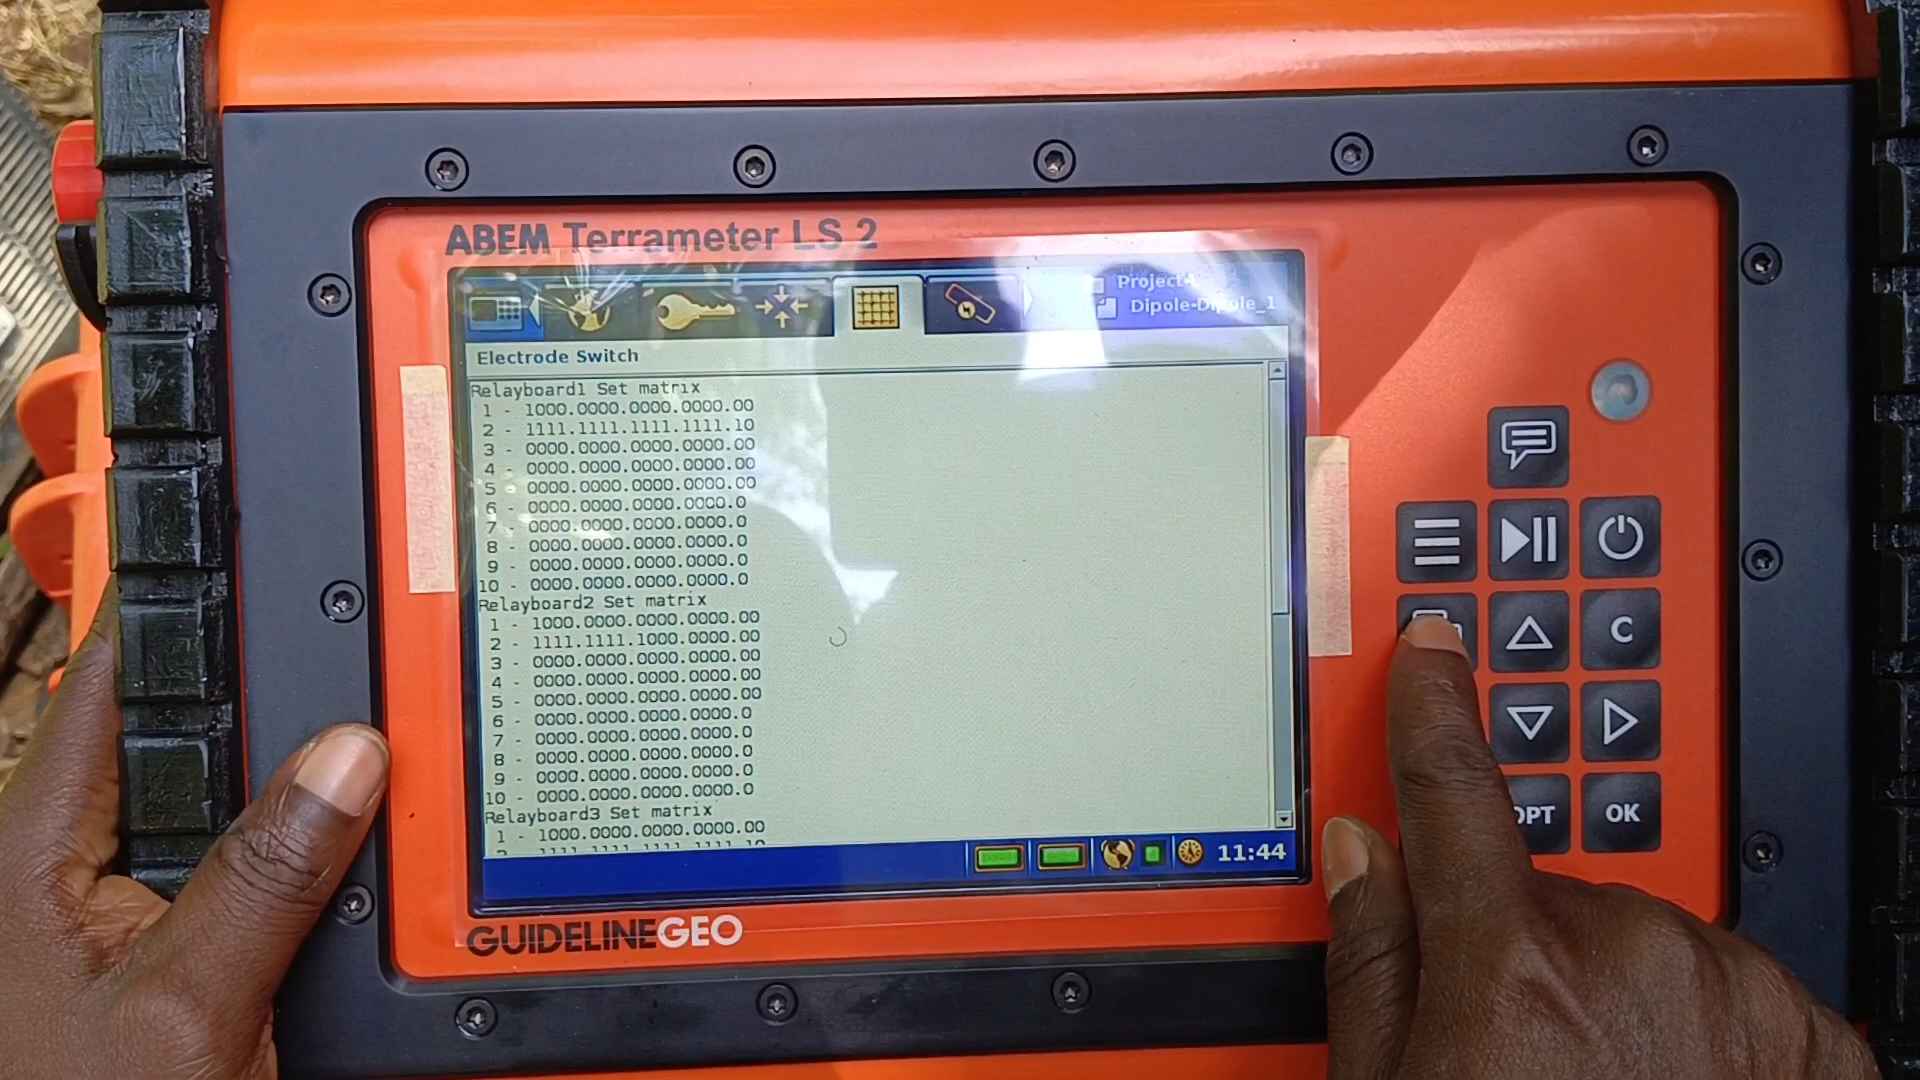 ABEM Terrameter LS 2
Project4
Dipole-Dipole_1
Electrode Switch
Relayboard1 Set matrix
1 - 1000.0000.0000.0000.00
2 - 1111.1111.1111.1111.10
3 - 0000.0000.0000.0000.00
4 - 0000.0000.0000.0000.00
5 - 0000.0000.0000.0000.00
6 - 0000.0000.0000.0000.0
7 - 0000.0000.0000.0000.0
8 - 0000.0000.0000.0000.0
9 - 0000.0000.0000.0000.0
10 - 0000.0000.0000.0000.0
Relayboard2 Set matrix
1 - 1000.0000.0000.0000.00
2 - 1111.1111.1000.0000.00
3 - 0000.0000.0000.0000.00
4 - 0000.0000.0000.0000.00
5 - 0000.0000.0000.0000.00
6 - 0000.0000.0000.0000.0
7 - 0000.0000.0000.0000.0
8 - 0000.0000.0000.0000.0
9 - 0000.0000.0000.0000.0
10 - 0000.0000.0000.0000.0
Relayboard3 Set matrix
1 - 1000.0000.0000.0000.00
11:44
C
OK
GUIDELINEGEO